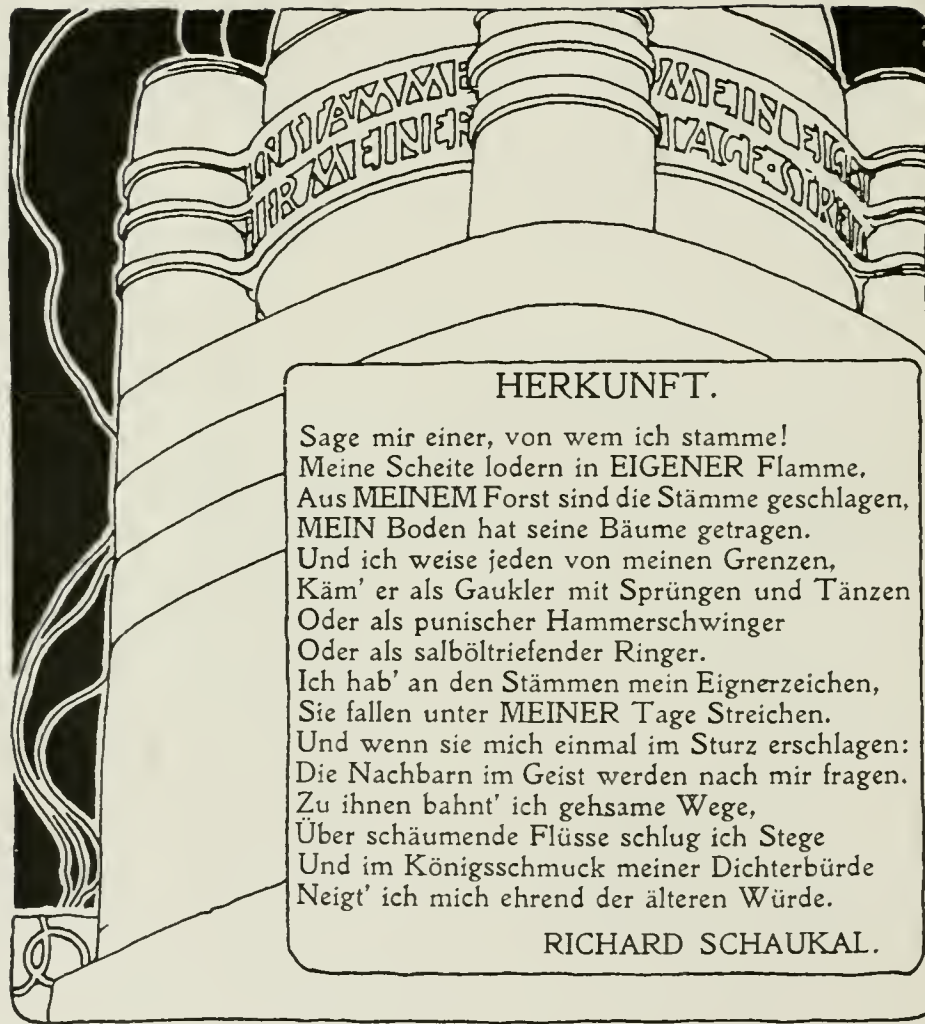 STAMME MEIN
MEINER TAGE
HERKUNFT.
Sage mir einer, von wem ich stamme!
Meine Scheite lodern in EIGENER Flamme,
Aus MEINEM Forst sind die Stämme geschlagen,
MEIN Boden hat seine Bäume getragen.
Und ich weise jeden von meinen Grenzen,
Käm' er als Gaukler mit Sprüngen und Tänzen
Oder als punischer Hammerschwinger
Oder als salböltriefender Ringer.
Ich hab' an den Stämmen mein Eignerzeichen,
Sie fallen unter MEINER Tage Streichen.
Und wenn sie mich einmal im Sturz erschlagen:
Die Nachbarn im Geist werden nach mir fragen.
Zu ihnen bahnt' ich gehsame Wege,
Über schäumende Flüsse schlug ich Stege
Und im Königsschmuck meiner Dichterbürde
Neigt' ich mich ehrend der älteren Würde.
RICHARD SCHAUKAL.